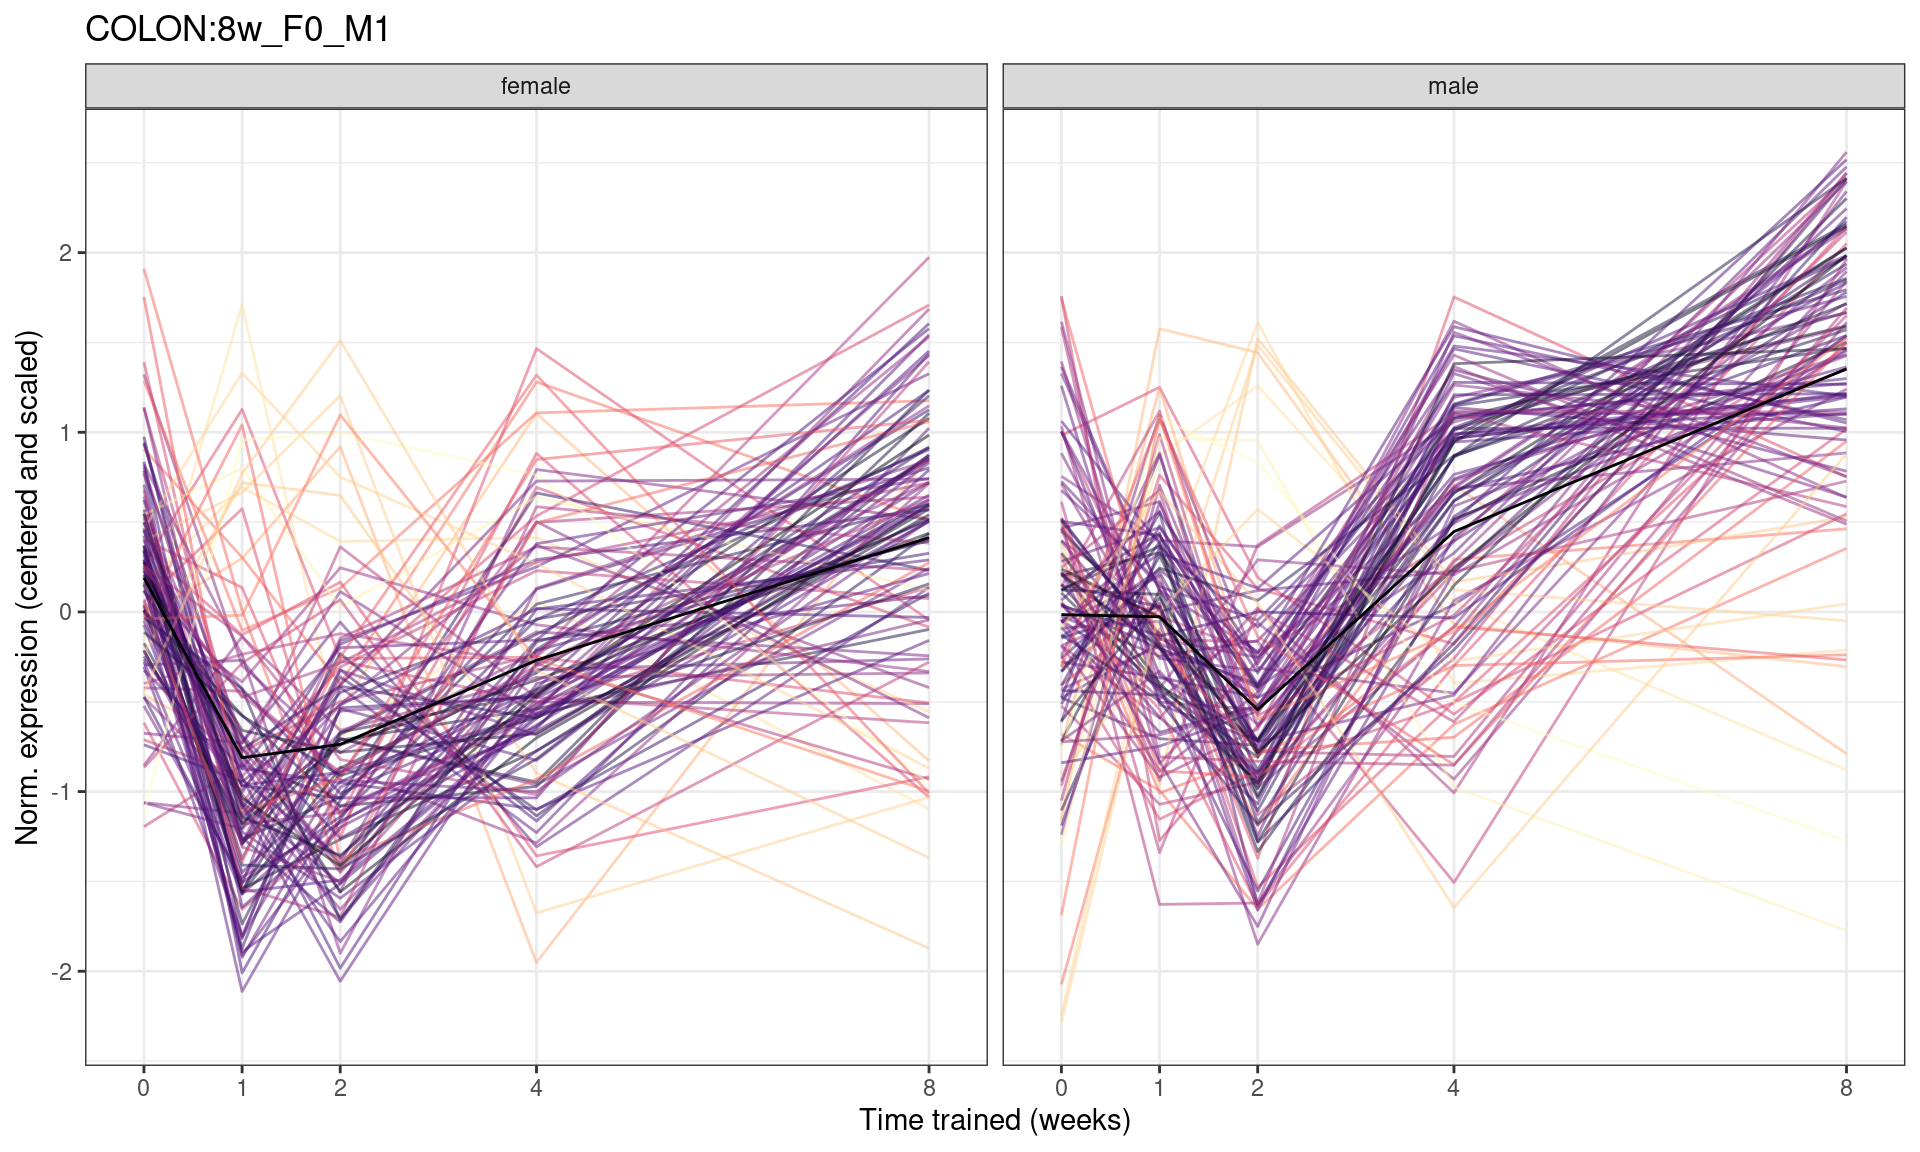 COLON:8w_F0_M1
female
male
Norm. expression (centered and scaled)
2
1
0
-1
-2
0 1 2 4 8
0 1 2 4 8
Time trained (weeks)